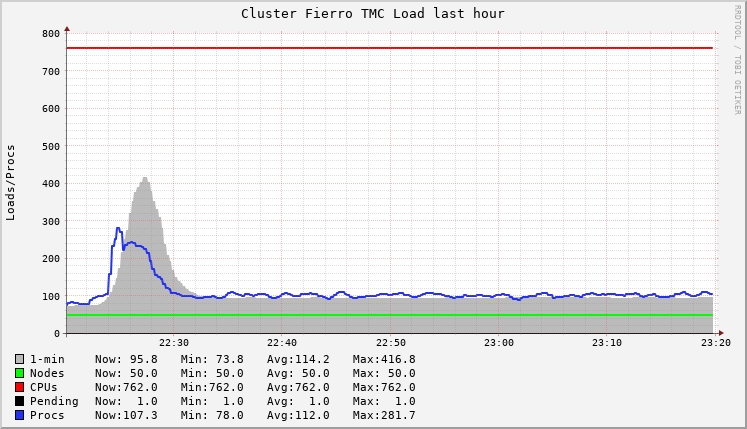 Cluster Fierro TMC Load last hour
RRDTOOL / TOBI OETIKER
Loads/Procs
800
700
600
500
400
300
200
100
0
22:30 22:40 22:50 23:00 23:10 23:20
1-min Now: 95.8 Min: 73.8 Avg:114.2 Max:416.8
Nodes Now: 50.0 Min: 50.0 Avg: 50.0 Max: 50.0
CPUs Now:762.0 Min:762.0 Avg:762.0 Max:762.0
Pending Now: 1.0 Min: 1.0 Avg: 1.0 Max: 1.0
Procs Now:107.3 Min: 78.0 Avg:112.0 Max:281.7